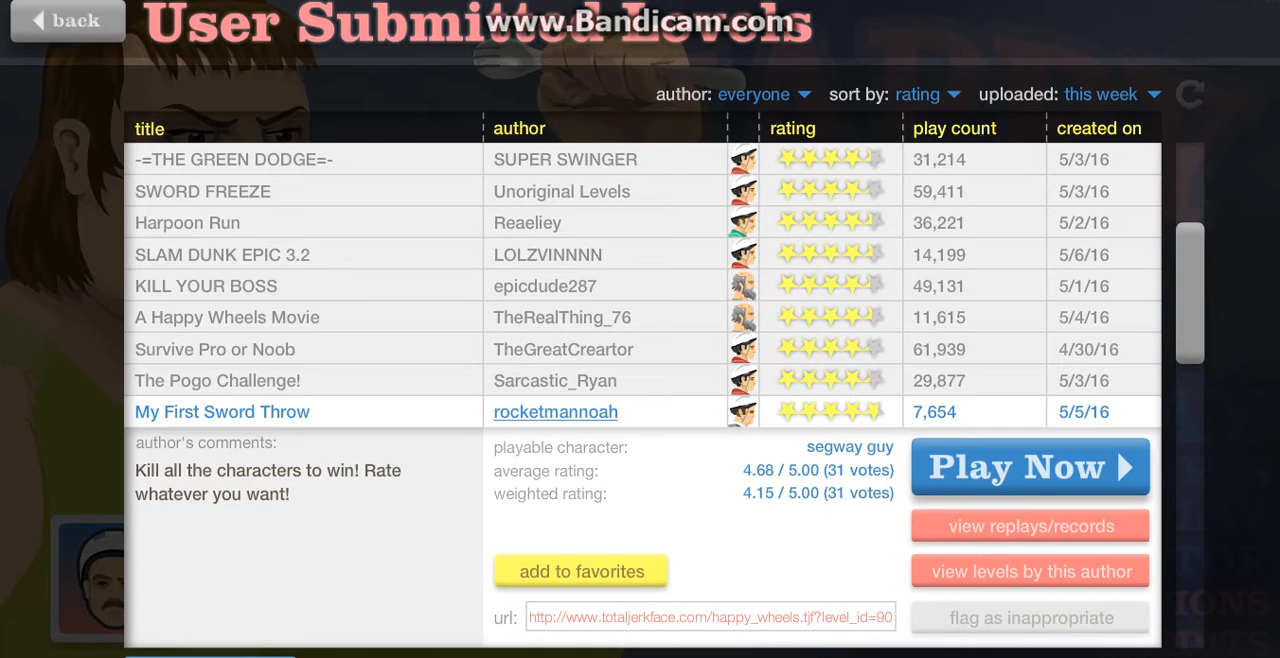 back
User Submitted Levels
www.Bandicam.com
author: everyone sort by: rating uploaded: this week
title author rating play count created on
-=THE GREEN DODGE=- SUPER SWINGER 31,214 5/3/16
SWORD FREEZE Unoriginal Levels 59,411 5/3/16
Harpoon Run Reaeliey 36,221 5/2/16
SLAM DUNK EPIC 3.2 LOLZVINNNN 14,199 5/6/16
KILL YOUR BOSS epicdude287 49,131 5/1/16
A Happy Wheels Movie TheRealThing_76 11,615 5/4/16
Survive Pro or Noob TheGreatCreartor 61,939 4/30/16
The Pogo Challenge! Sarcastic_Ryan 29,877 5/3/16
My First Sword Throw rocketmannoah 7,654 5/5/16
author's comments:
Kill all the characters to win! Rate
whatever you want!
playable character: segway guy
average rating: 4.68 / 5.00 (31 votes)
weighted rating: 4.15 / 5.00 (31 votes)
add to favorites
url: http://www.totaljerkface.com/happy_wheels.tjf?level_id=90
Play Now
view replays/records
view levels by this author
flag as inappropriate